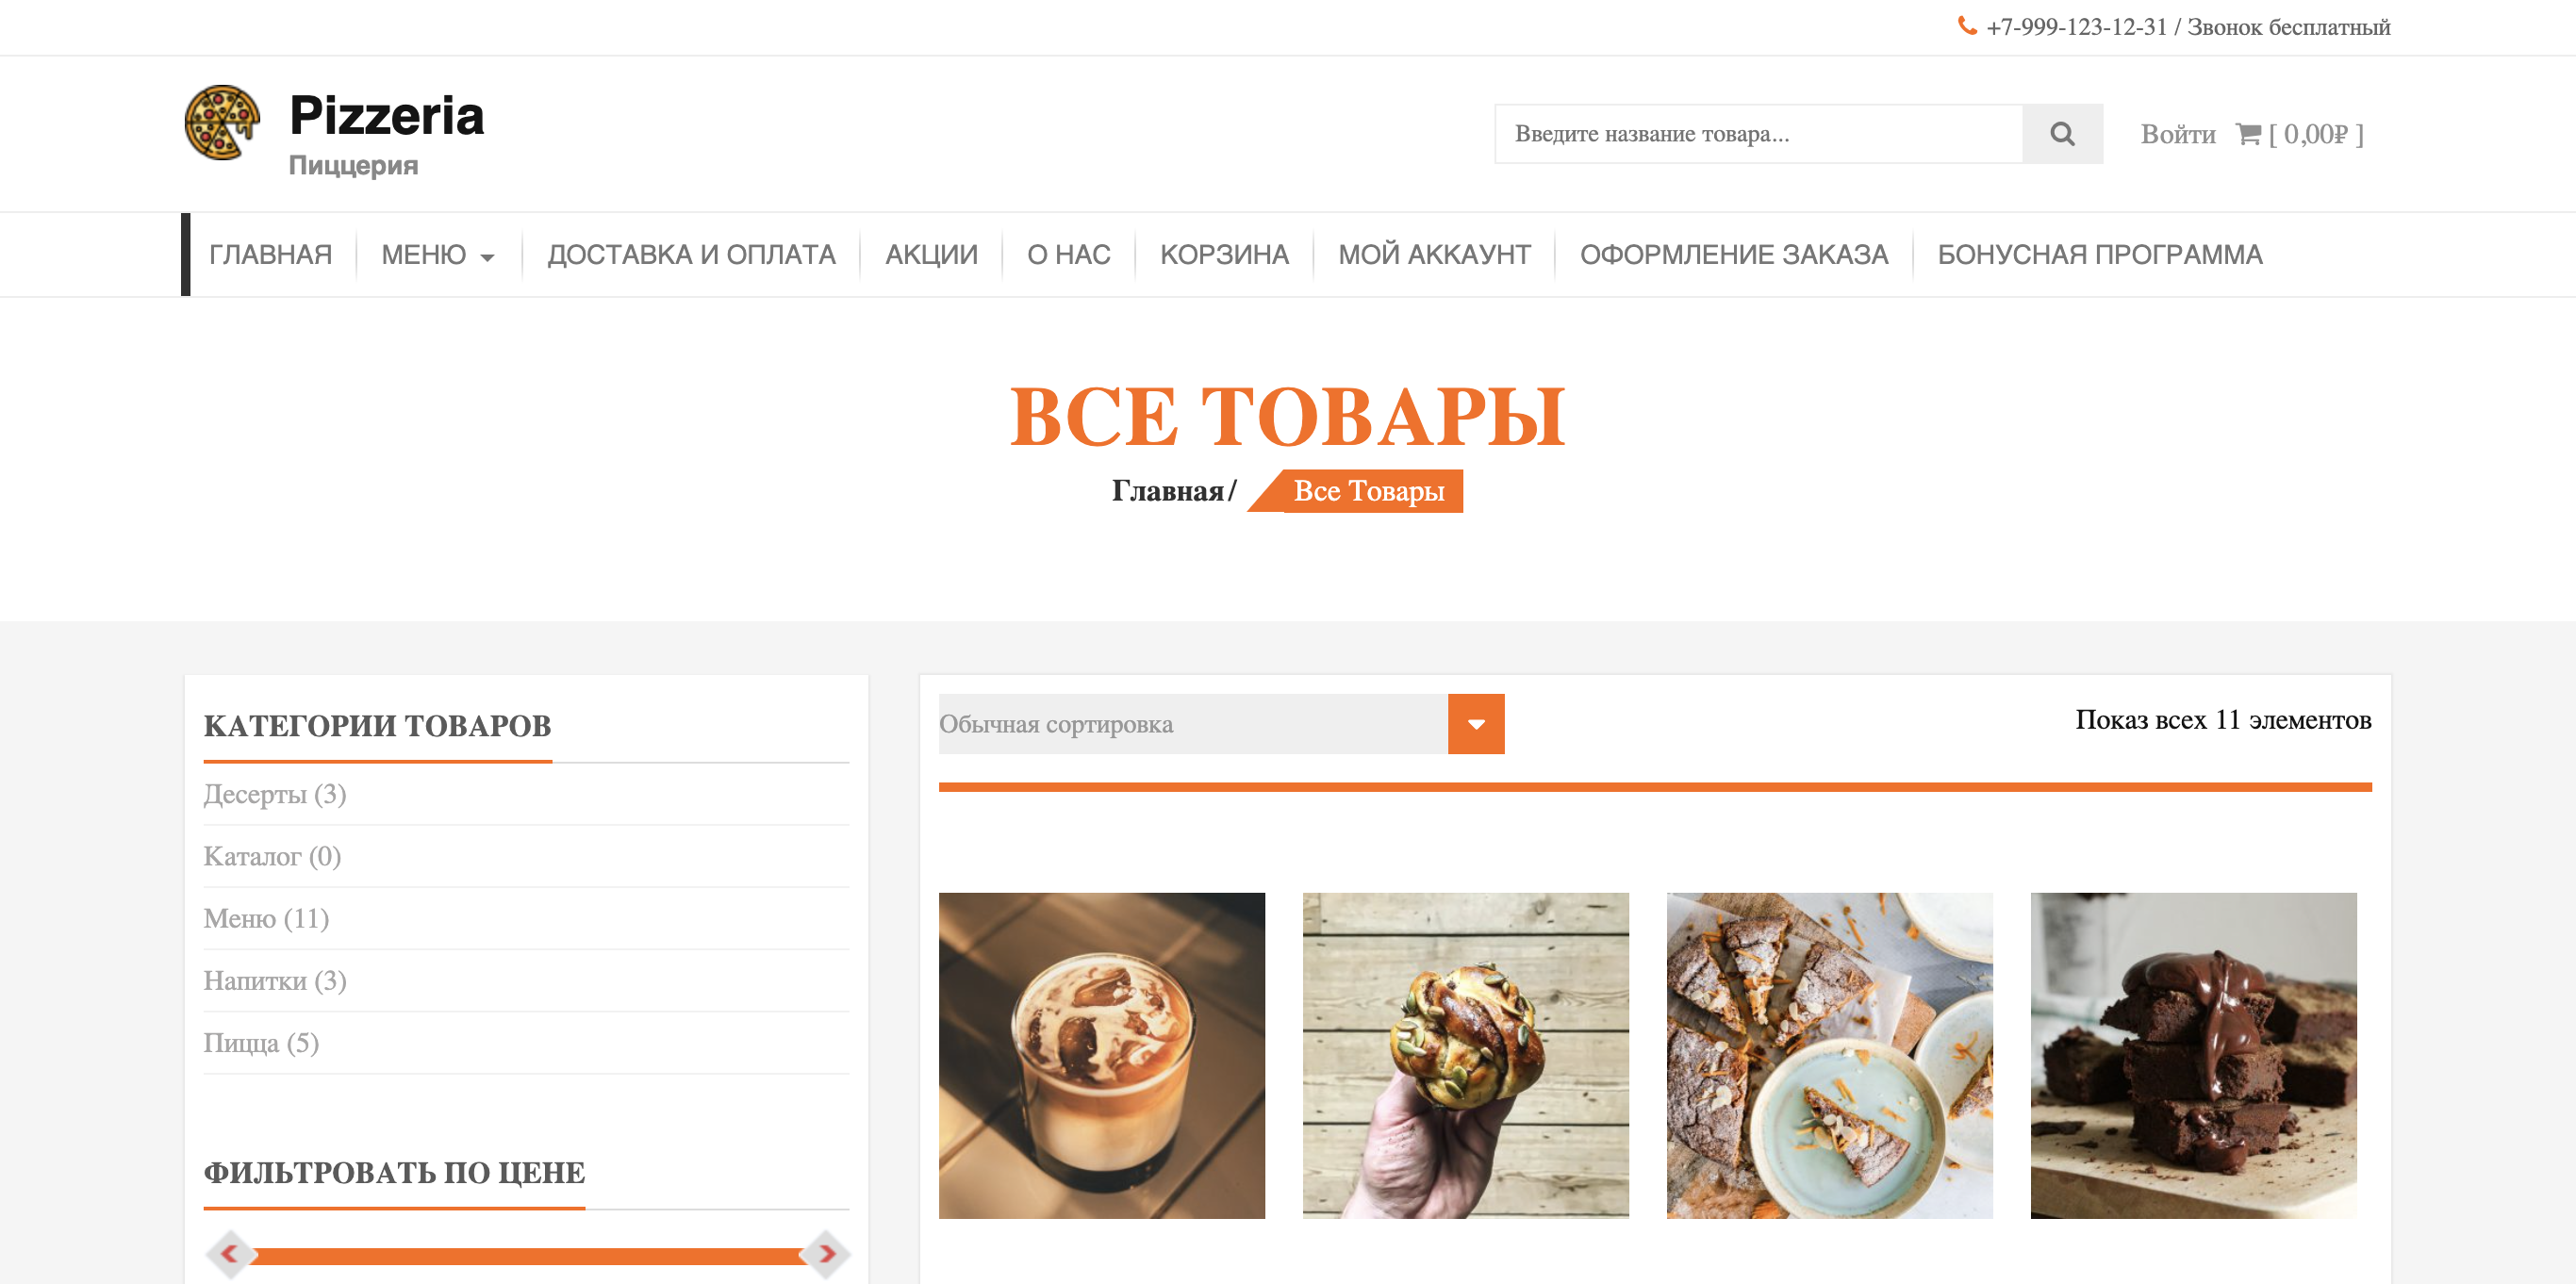 +7-999-123-12-31 / Звонок бесплатный
Pizzeria
Пиццерия
Введите название товара...
Войти [ 0,00₽ ]
ГЛАВНАЯ МЕНЮ ДОСТАВКА И ОПЛАТА АКЦИИ О НАС КОРЗИНА МОЙ АККАУНТ ОФОРМЛЕНИЕ ЗАКАЗА БОНУСНАЯ ПРОГРАММА
ВСЕ ТОВАРЫ
Главная / Все Товары
КАТЕГОРИИ ТОВАРОВ
Десерты (3)
Каталог (0)
Меню (11)
Напитки (3)
Пицца (5)
ФИЛЬТРОВАТЬ ПО ЦЕНЕ
Обычная сортировка
Показ всех 11 элементов